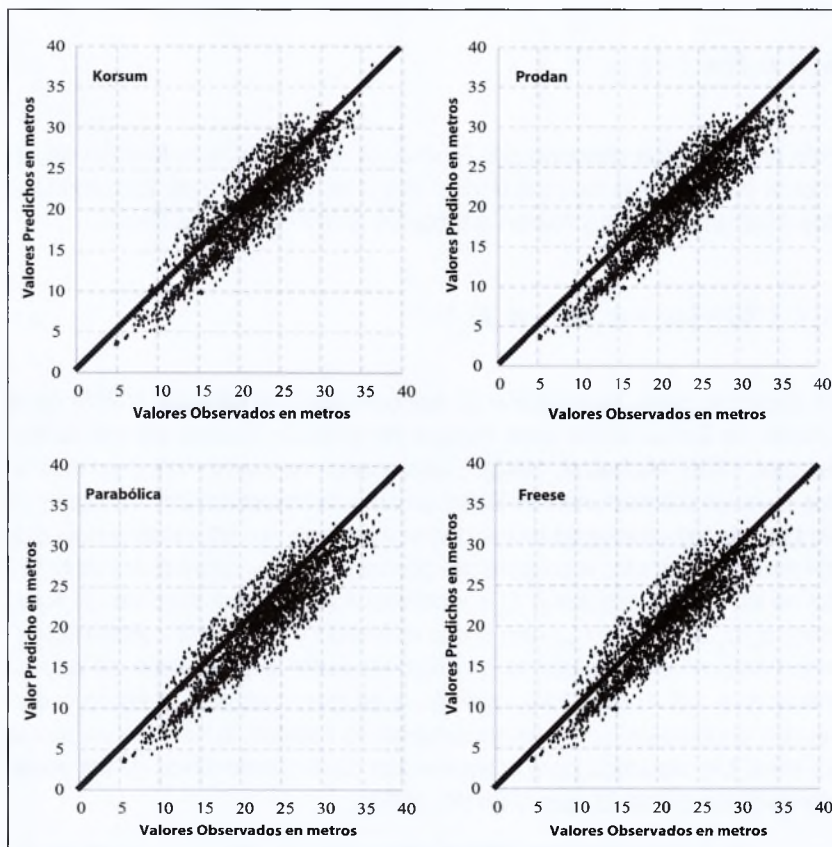 Korsum
Valores Predichos en metros
40
35
30
25
20
15
10
5
0
0 5 10 15 20 25 30 35 40
Valores Observados en metros
Prodan
Valores Predicho en metros
40
35
30
25
20
15
10
5
0
0 5 10 15 20 25 30 35 40
Valores Observados en metros
Parabólica
Valor Predicho en metros
40
35
30
25
20
15
10
5
0
0 5 10 15 20 25 30 35 40
Valores Observados en metros
Freese
Valores Predichos en metros
40
35
30
25
20
15
10
5
0
0 5 10 15 20 25 30 35 40
Valores Observados en metros